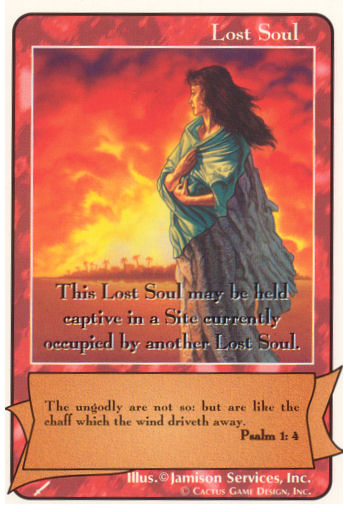 Lost Soul
This Lost Soul may be held
captive in a Site currently
occupied by another Lost Soul.
The ungodly are not so: but are like the
chaff which the wind driveth away.
Psalm 1: 4
Illus.©Jamison Services, Inc.
© Cactus Game Design, Inc.